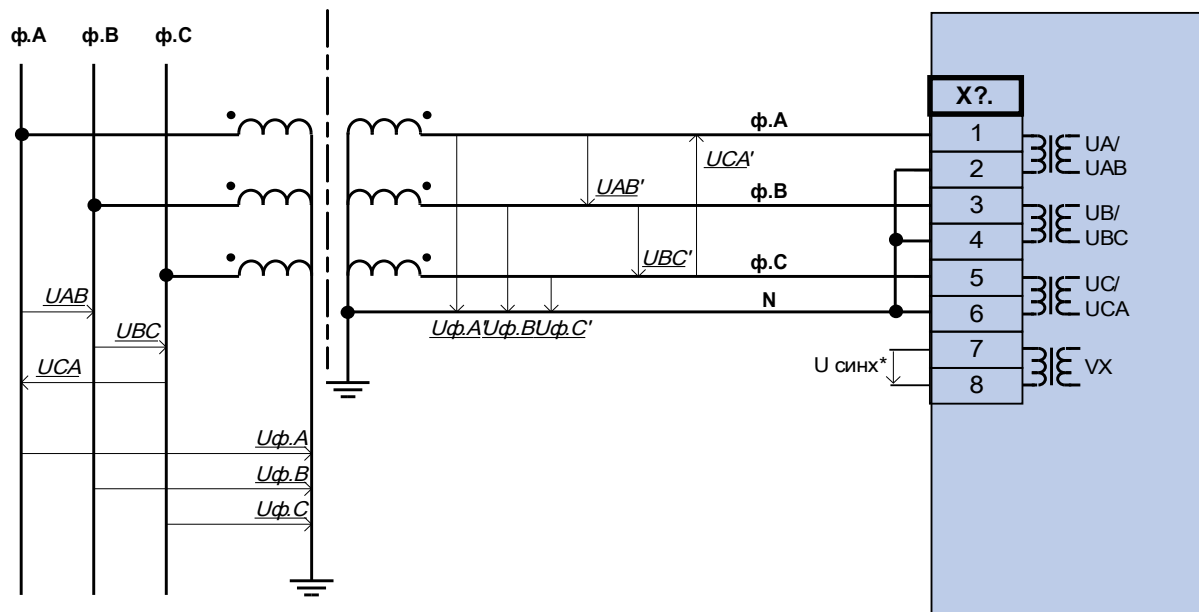 ф.A ф.B ф.C
X?.
1
ф.A
UCA'
UA/
UAB
2
UAB'
ф.B
3
UB/
UBC
4
UBC'
ф.C
5
UC/
UCA
N
6
UAB
Uф.A'Uф.B'Uф.C'
UBC
7
U синх*
VX
UCA
8
Uф.A
Uф.B
Uф.C